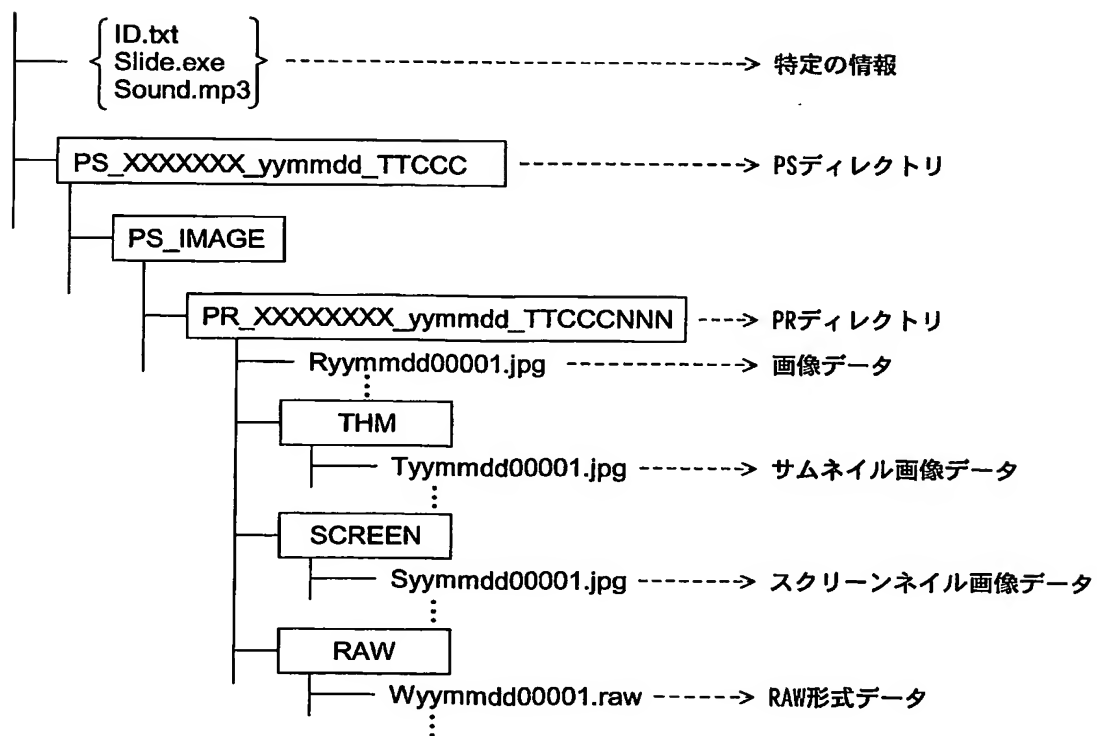 ID.txt
Slide.exe
Sound.mp3
特定の情報
PS_XXXXXXX_yymmdd_TTCCC
PSディレクトリ
PS_IMAGE
PR_XXXXXXXX_yymmdd_TTCCCNNN
PRディレクトリ
Ryymmdd00001.jpg
画像データ
THM
Tyymmdd00001.jpg
サムネイル画像データ
SCREEN
Syymmdd00001.jpg
スクリーンネイル画像データ
RAW
Wyymmdd00001.raw
RAW形式データ